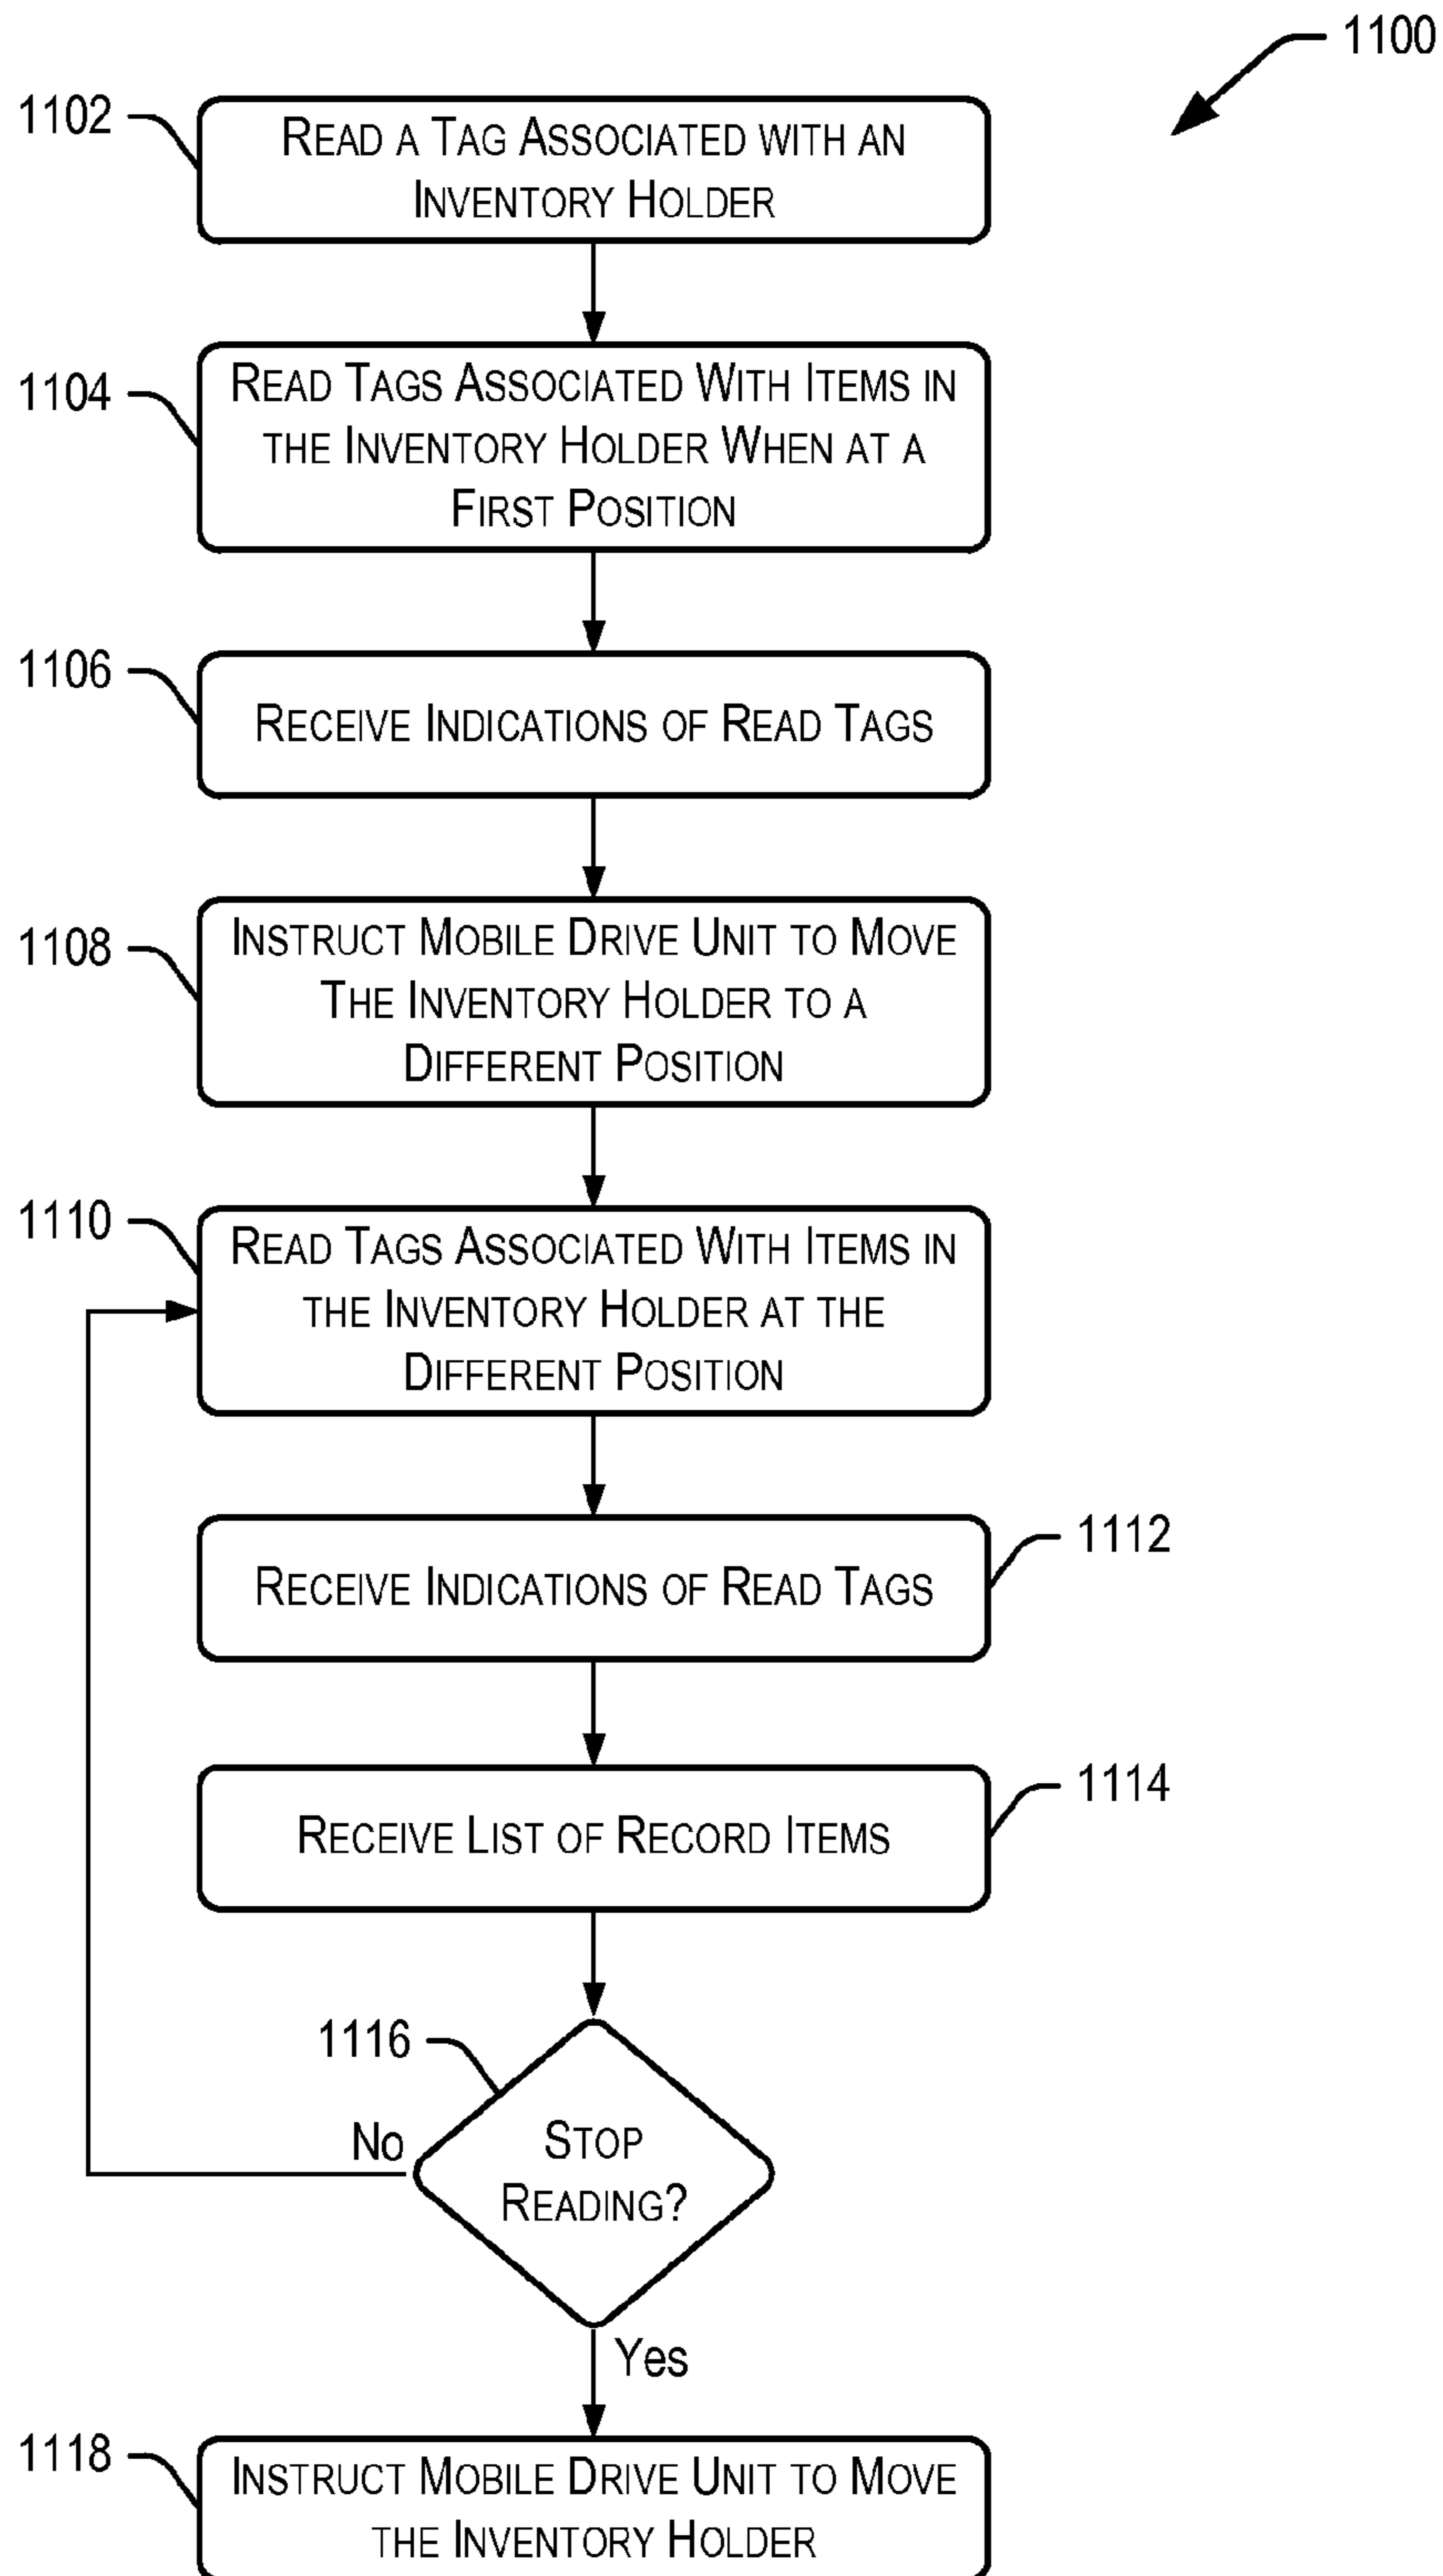 1100
1102
READ A TAG ASSOCIATED WITH AN
INVENTORY HOLDER
1104
READ TAGS ASSOCIATED WITH ITEMS IN
THE INVENTORY HOLDER WHEN AT A
FIRST POSITION
1106
RECEIVE INDICATIONS OF READ TAGS
1108
INSTRUCT MOBILE DRIVE UNIT TO MOVE
THE INVENTORY HOLDER TO A
DIFFERENT POSITION
1110
READ TAGS ASSOCIATED WITH ITEMS IN
THE INVENTORY HOLDER AT THE
DIFFERENT POSITION
1112
RECEIVE INDICATIONS OF READ TAGS
1114
RECEIVE LIST OF RECORD ITEMS
1116
No
STOP
READING?
Yes
1118
INSTRUCT MOBILE DRIVE UNIT TO MOVE
THE INVENTORY HOLDER